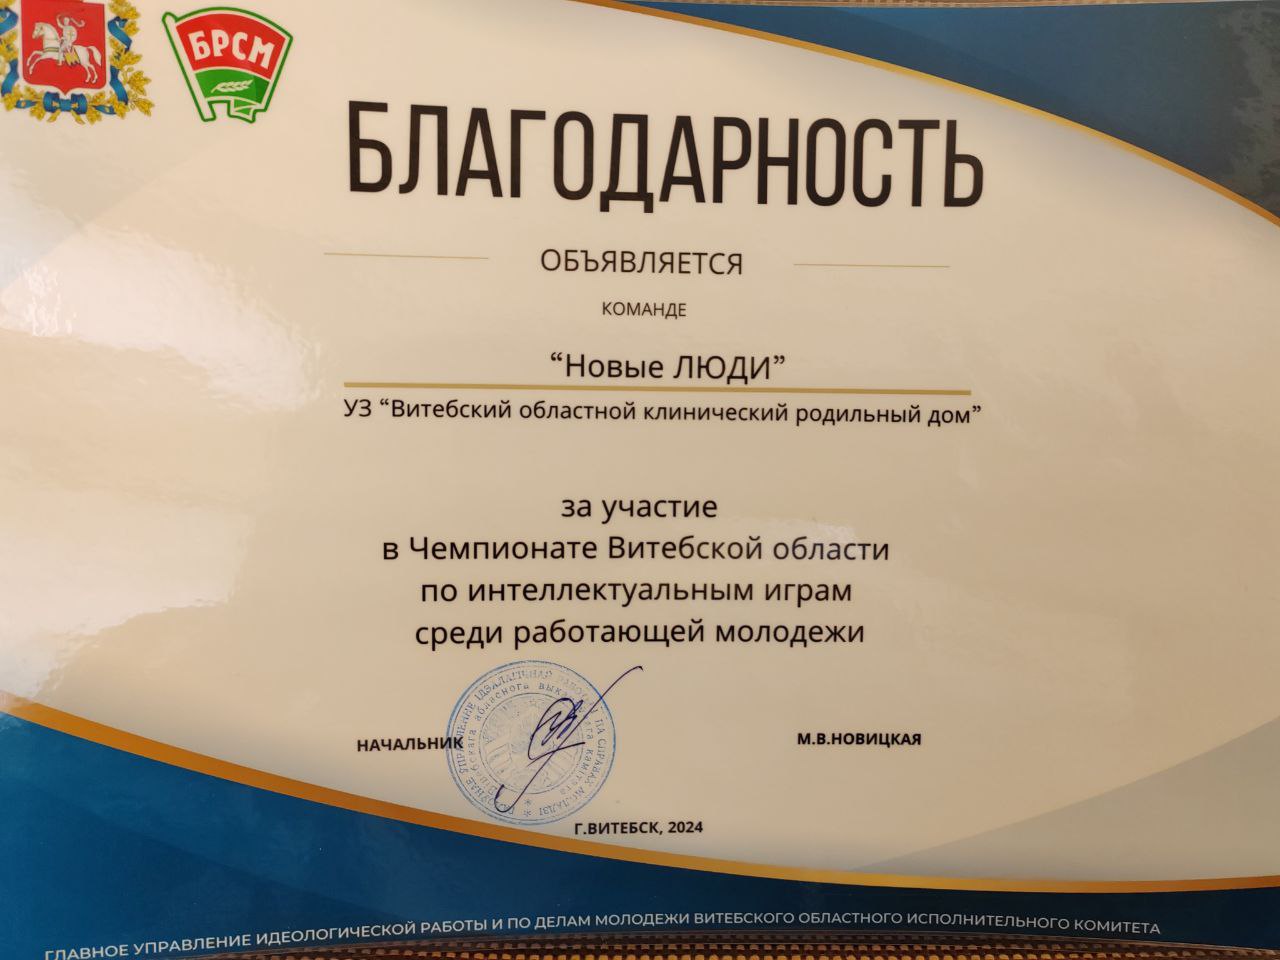 БРСМ
БЛАГОДАРНОСТЬ
ОБЪЯВЛЯЕТСЯ
КОМАНДЕ
“Новые ЛЮДИ”
УЗ “Витебский областной клинический родильный дом”
за участие
в Чемпионате Витебской области
по интеллектуальным играм
среди работающей молодежи
НАЧАЛЬНИК
М.В.НОВИЦКАЯ
Г.ВИТЕБСК, 2024
ГЛАВНОЕ УПРАВЛЕНИЕ ИДЕОЛОГИЧЕСКОЙ РАБОТЫ И ПО ДЕЛАМ МОЛОДЕЖИ ВИТЕБСКОГО ОБЛАСТНОГО ИСПОЛНИТЕЛЬНОГО КОМИТЕТА